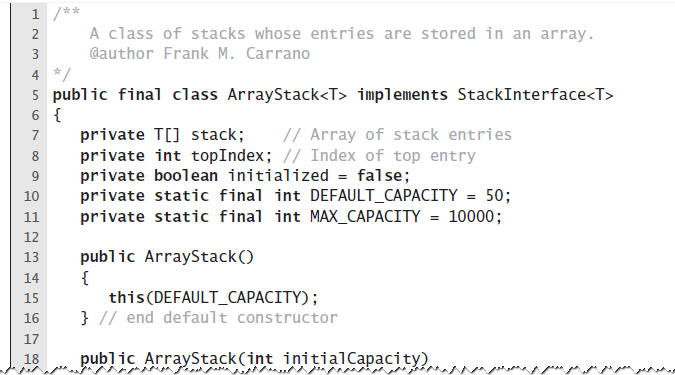 1 /**
2 A class of stacks whose entries are stored in an array.
3 @author Frank M. Carrano
4 */
5 public final class ArrayStack<T> implements StackInterface<T>
6 {
7 private T[] stack; // Array of stack entries
8 private int topIndex; // Index of top entry
9 private boolean initialized = false;
10 private static final int DEFAULT_CAPACITY = 50;
11 private static final int MAX_CAPACITY = 10000;
12
13 public ArrayStack()
14 {
15 this(DEFAULT_CAPACITY);
16 } // end default constructor
17
18 public ArrayStack(int initialCapacity)